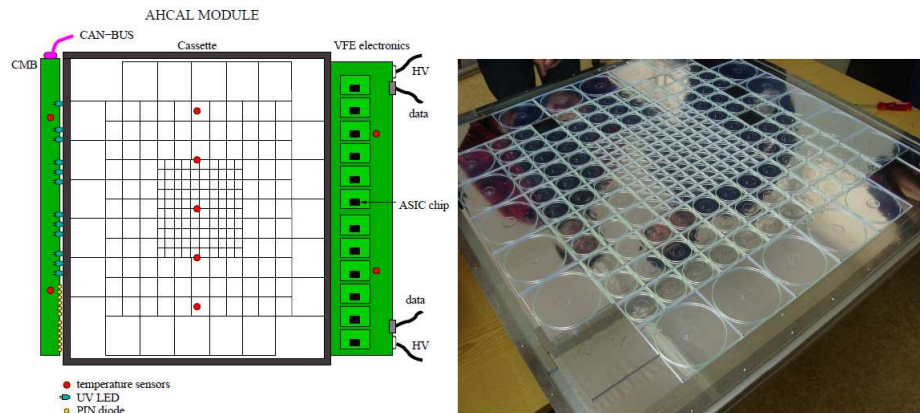 AHCAL MODULE
CAN−BUS
CMB
Cassette
VFE electronics
HV
data
ASIC chip
data
HV
temperature sensors
UV LED
PIN diode